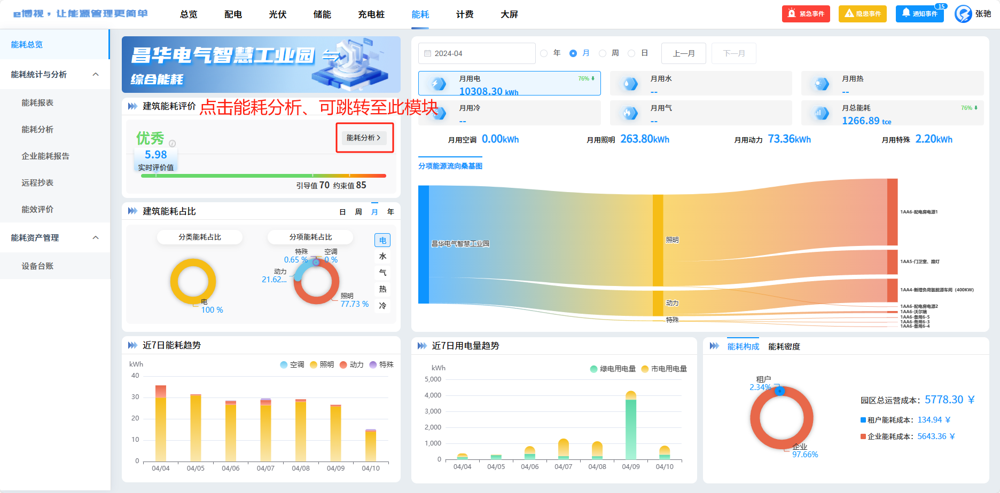 e博视，让能源管理更简单
总览
配电
光伏
储能
充电桩
能耗
计费
大屏
紧急事件
隐患事件
通知事件
15
张驰
能耗总览
能耗统计与分析
能耗报表
能耗分析
企业能耗报告
远程抄表
能效评价
能耗资产管理
设备台账
昌华电气智慧工业园
综合能耗
建筑能耗评价
点击能耗分析、可跳转至此模块
优秀
能耗分析
5.98
实时评价值
引导值 70 约束值 85
建筑能耗占比
日 周 月 年
分类能耗占比
分项能耗占比
电
100 %
特殊
0.65 %
空调
0 %
动力
21.62...
照明
77.73 %
电
水
气
热
冷
近7日能耗趋势
kWh
空调 照明 动力 特殊
40
30
20
10
0
04/04 04/05 04/06 04/07 04/08 04/09 04/10
2024-04
年 月 周 日
上一月
下一月
月用电
76%
10308.30 kWh
月用水
--
月用热
--
月用冷
--
月用气
--
月总能耗
76%
1266.89 tce
月用空调 0.00kWh
月用照明 263.80kWh
月用动力 73.36kWh
月用特殊 2.20kWh
分项能源流向桑基图
昌华电气智慧工业园
照明
动力
特殊
1AA6-配电房电源1
1AA5-门卫室、路灯
1AA4-新增负荷氢能源车间（400KW）
1AA6-配电房电源2
1AA6-沃尔瑞
1AA6-备用6-5
1AA6-备用6-3
1AA6-备用6-4
近7日用电量趋势
kWh
绿电用电量 市电用电量
5,000
4,000
3,000
2,000
1,000
0
04/04 04/05 04/06 04/07 04/08 04/09 04/10
能耗构成
能耗密度
租户
2.34%
企业
97.66%
园区总运营成本：5778.30 ￥
租户能耗成本：134.94 ￥
企业能耗成本：5643.36 ￥